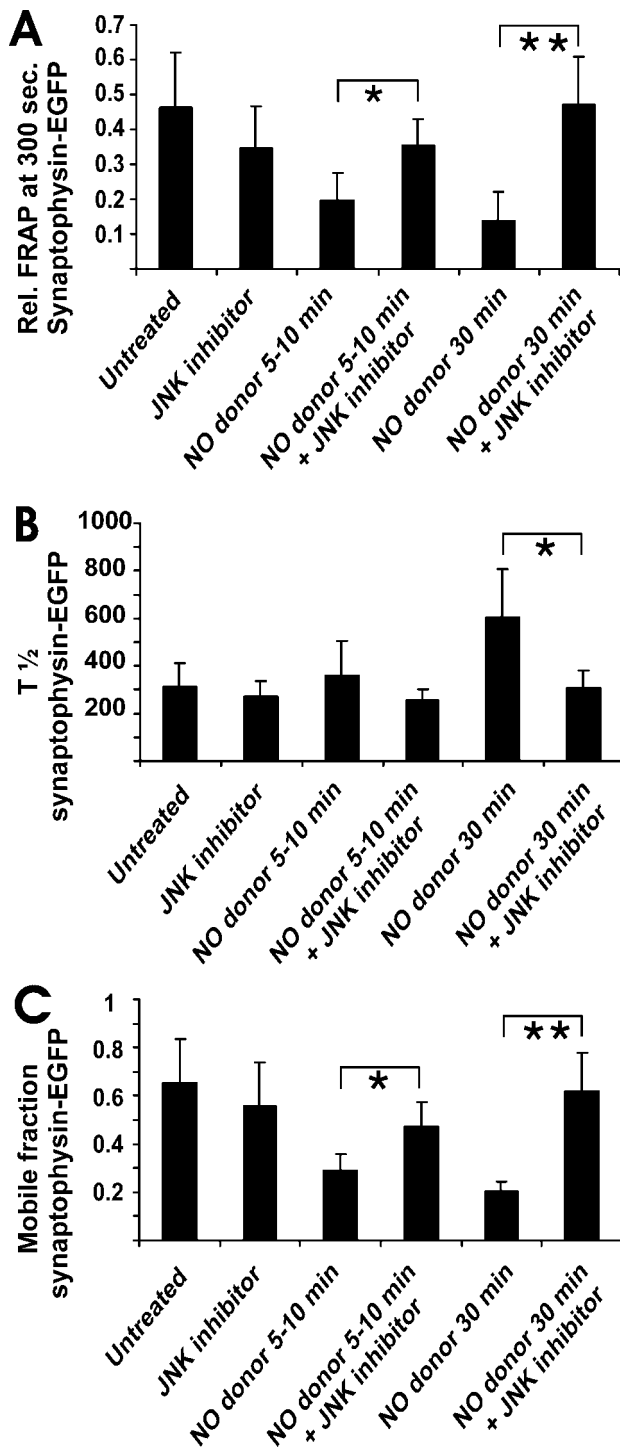 A
Rel. FRAP at 300 sec.
Synaptophysin-EGFP
0.7
0.6
0.5
0.4
0.3
0.2
0.1
*
**
Untreated
JNK inhibitor
NO donor 5-10 min
NO donor 5-10 min
+ JNK inhibitor
NO donor 30 min
NO donor 30 min
+ JNK inhibitor
B
T ½
synaptophysin-EGFP
1000
800
600
400
200
*
Untreated
JNK inhibitor
NO donor 5-10 min
NO donor 5-10 min
+ JNK inhibitor
NO donor 30 min
NO donor 30 min
+ JNK inhibitor
C
Mobile fraction
synaptophysin-EGFP
1
0.8
0.6
0.4
0.2
*
**
Untreated
JNK inhibitor
NO donor 5-10 min
NO donor 5-10 min
+ JNK inhibitor
NO donor 30 min
NO donor 30 min
+ JNK inhibitor